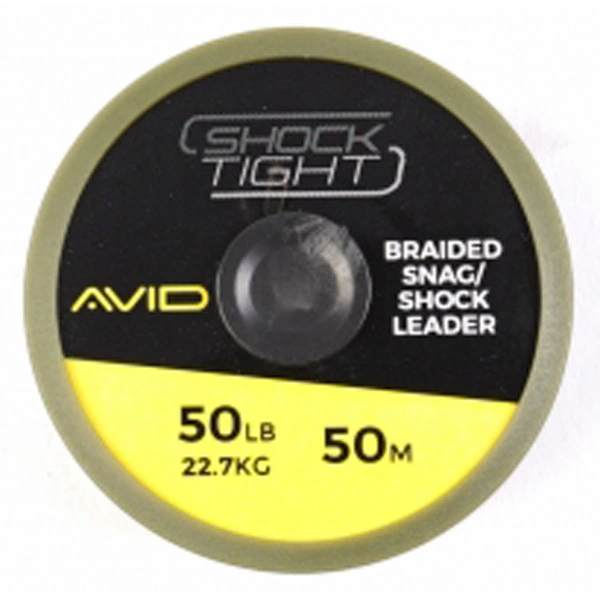 SHOCK
TIGHT
AVID
BRAIDED
SNAG/
SHOCK
LEADER
50LB
22.7KG
50M